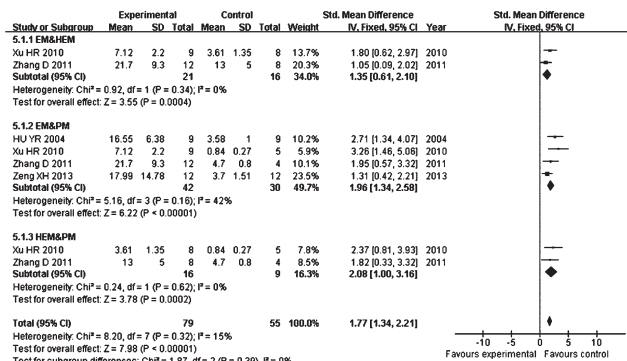 Experimental Control Std. Mean Difference Std. Mean Difference
Study or Subgroup Mean SD Total Mean SD Total Weight IV, Fixed, 95% CI Year IV, Fixed, 95% CI
5.1.1 EM&HEM
Xu HR 2010 7.12 2.2 9 3.61 1.35 8 13.7% 1.80 [0.62, 2.97] 2010
Zhang D 2011 21.7 9.3 12 13 5 8 20.3% 1.05 [0.09, 2.02] 2011
Subtotal (95% CI) 21 16 34.0% 1.35 [0.61, 2.10]
Heterogeneity: Chi² = 0.92, df = 1 (P = 0.34); I² = 0%
Test for overall effect: Z = 3.55 (P = 0.0004)
5.1.2 EM&PM
HU YR 2004 16.55 6.38 9 3.58 1 9 10.2% 2.71 [1.34, 4.07] 2004
Xu HR 2010 7.12 2.2 9 0.84 0.27 5 5.9% 3.26 [1.46, 5.06] 2010
Zhang D 2011 21.7 9.3 12 4.7 0.8 4 10.1% 1.95 [0.57, 3.32] 2011
Zeng XH 2013 17.99 14.78 12 3.7 1.51 12 23.5% 1.31 [0.42, 2.21] 2013
Subtotal (95% CI) 42 30 49.7% 1.96 [1.34, 2.58]
Heterogeneity: Chi² = 5.16, df = 3 (P = 0.16); I² = 42%
Test for overall effect: Z = 6.22 (P < 0.00001)
5.1.3 HEM&PM
Xu HR 2010 3.61 1.35 8 0.84 0.27 5 7.8% 2.37 [0.81, 3.93] 2010
Zhang D 2011 13 5 8 4.7 0.8 4 8.5% 1.82 [0.33, 3.32] 2011
Subtotal (95% CI) 16 9 16.3% 2.08 [1.00, 3.16]
Heterogeneity: Chi² = 0.24, df = 1 (P = 0.62); I² = 0%
Test for overall effect: Z = 3.78 (P = 0.0002)
Total (95% CI) 79 55 100.0% 1.77 [1.34, 2.21]
Heterogeneity: Chi² = 8.20, df = 7 (P = 0.32); I² = 15%
Test for overall effect: Z = 7.98 (P < 0.00001)
Test for subgroup differences: Chi² = 1.87, df = 2 (P = 0.39), I² = 0%
-10 -5 0 5 10
Favours experimental Favours control